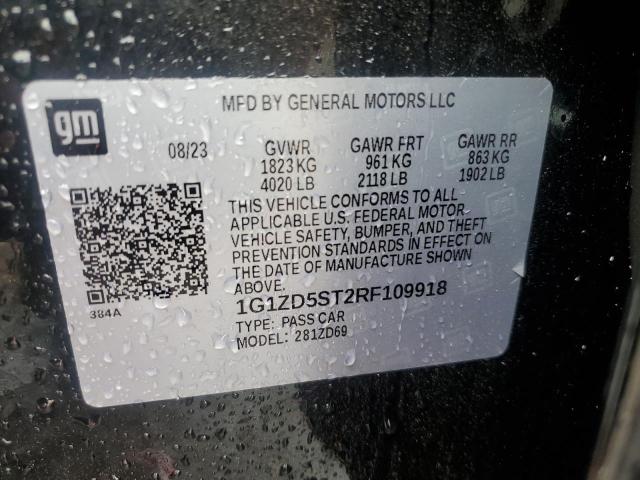 gm
MFD BY GENERAL MOTORS LLC
08/23 GVWR GAWR FRT GAWR RR
1823 KG 961 KG 863 KG
4020 LB 2118 LB 1902 LB
THIS VEHICLE CONFORMS TO ALL
APPLICABLE U.S. FEDERAL MOTOR
VEHICLE SAFETY, BUMPER, AND THEFT
PREVENTION STANDARDS IN EFFECT ON
THE DATE OF MANUFACTURE SHOWN
ABOVE.
384A
1G1ZD5ST2RF109918
TYPE: PASS CAR
MODEL: 281ZD69